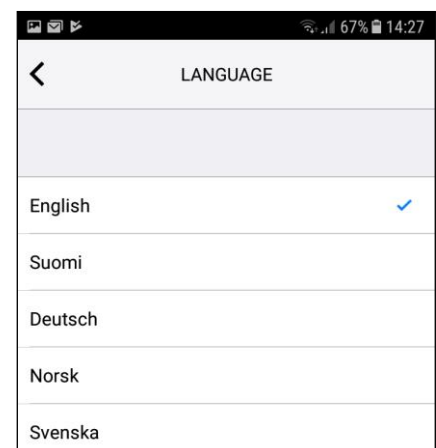 67% 14:27
LANGUAGE
English
Suomi
Deutsch
Norsk
Svenska